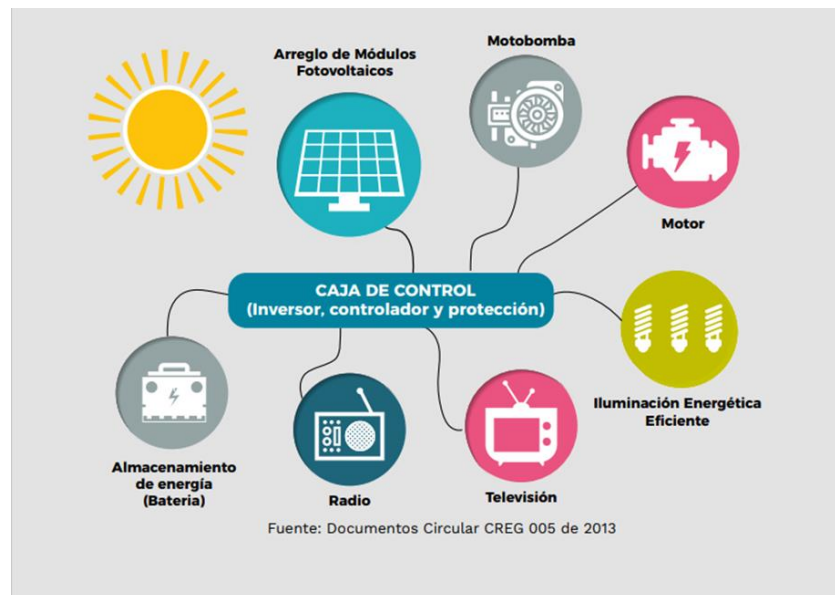 Motobomba
Arreglo de Módulos
Fotovoltaicos
Motor
CAJA DE CONTROL
(Inversor, controlador y protección)
Iluminación Energética
Eficiente
Almacenamiento
de energía
(Bateria)
Radio
Televisión
Fuente: Documentos Circular CREG 005 de 2013